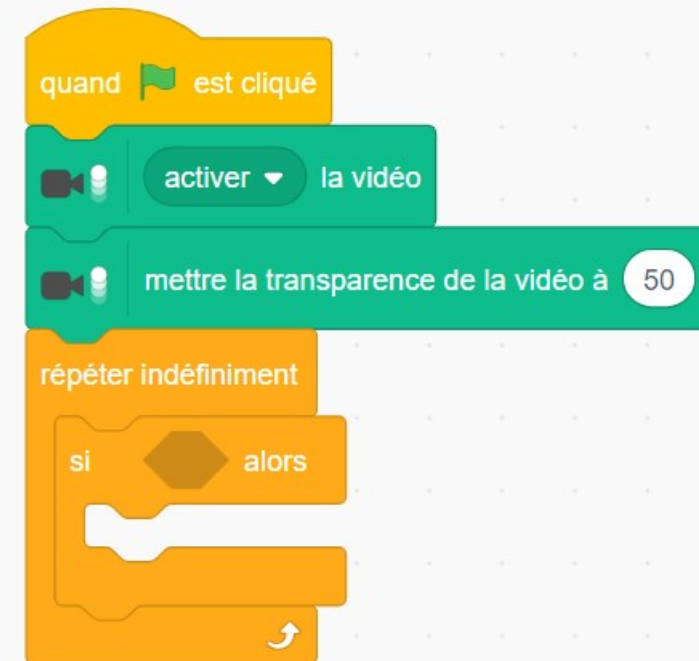 quand est cliqué
activer la vidéo
mettre la transparence de la vidéo à 50
répéter indéfiniment
si alors